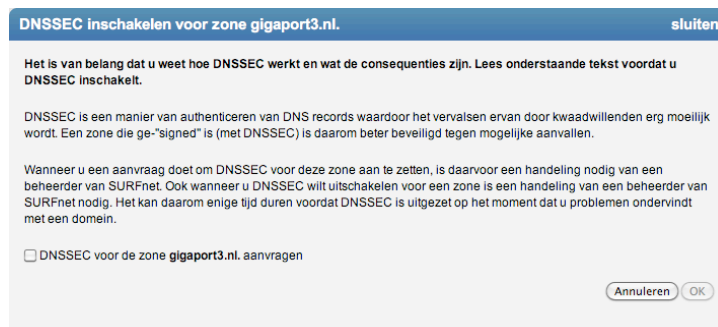 DNSSEC inschakelen voor zone gigaport3.nl. sluiten
Het is van belang dat u weet hoe DNSSEC werkt en wat de consequenties zijn. Lees onderstaande tekst voordat u
DNSSEC inschakelt.
DNSSEC is een manier van authenticeren van DNS records waardoor het vervalsen ervan door kwaadwillenden erg moeilijk
wordt. Een zone die ge-"signed" is (met DNSSEC) is daarom beter beveiligd tegen mogelijke aanvallen.
Wanneer u een aanvraag doet om DNSSEC voor deze zone aan te zetten, is daarvoor een handeling nodig van een
beheerder van SURFnet. Ook wanneer u DNSSEC wilt uitschakelen voor een zone is een handeling van een beheerder van
SURFnet nodig. Het kan daarom enige tijd duren voordat DNSSEC is uitgezet op het moment dat u problemen ondervindt
met een domein.
DNSSEC voor de zone gigaport3.nl. aanvragen
Annuleren OK